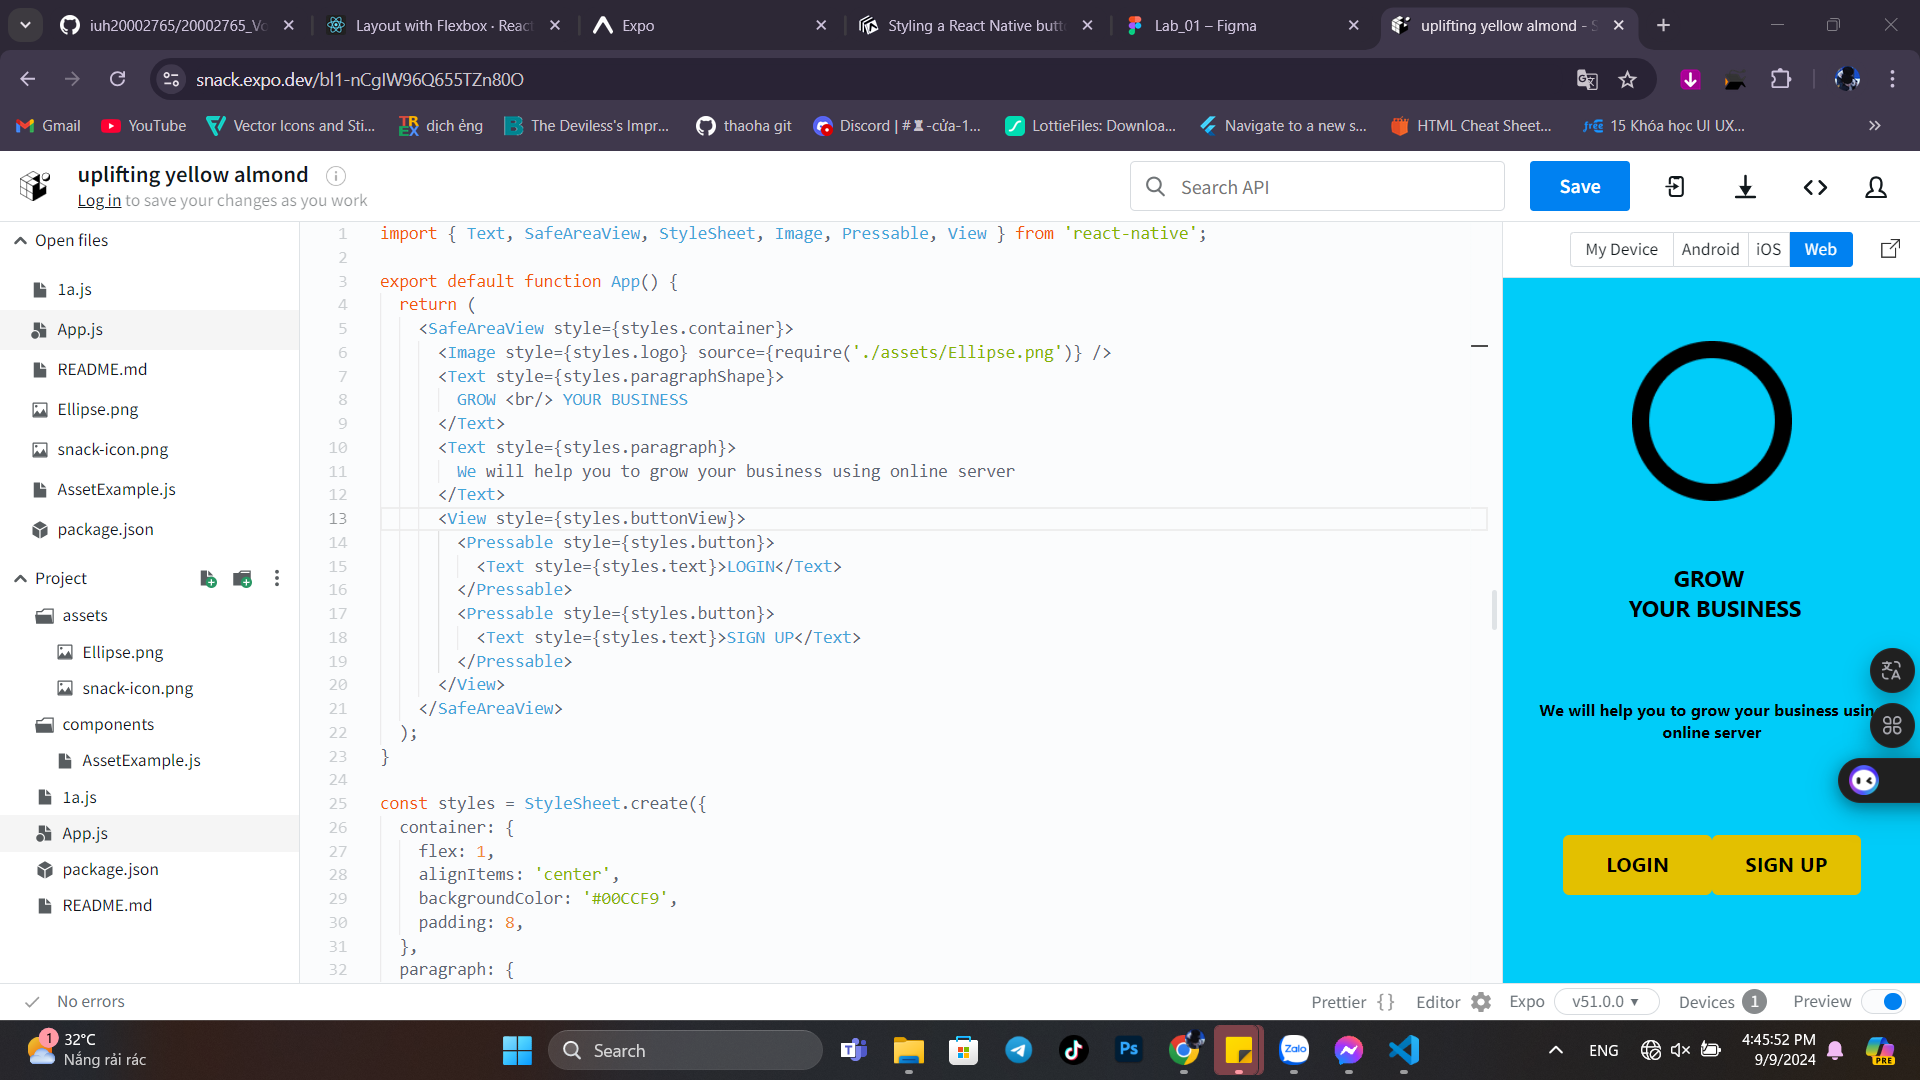 iuh20002765/20002765_Vo
Layout with Flexbox · React
Expo
Styling a React Native butt
Lab_01 – Figma
uplifting yellow almond - S
snack.expo.dev/bl1-nCgIW96Q655TZn80O
Gmail
YouTube
Vector Icons and Sti...
dịch ẻng
The Deviless's Impr...
thaoha git
Discord | #♜-cửa-1...
LottieFiles: Downloa...
Navigate to a new s...
HTML Cheat Sheet...
15 Khóa học UI UX...
uplifting yellow almond
Log in to save your changes as you work
Search API
Save
Open files
1a.js
App.js
README.md
Ellipse.png
snack-icon.png
AssetExample.js
package.json
Project
assets
Ellipse.png
snack-icon.png
components
AssetExample.js
1a.js
App.js
package.json
README.md
1 import { Text, SafeAreaView, StyleSheet, Image, Pressable, View } from 'react-native';
2
3 export default function App() {
4 return (
5 <SafeAreaView style={styles.container}>
6 <Image style={styles.logo} source={require('./assets/Ellipse.png')} />
7 <Text style={styles.paragraphShape}>
8 GROW <br/> YOUR BUSINESS
9 </Text>
10 <Text style={styles.paragraph}>
11 We will help you to grow your business using online server
12 </Text>
13 <View style={styles.buttonView}>
14 <Pressable style={styles.button}>
15 <Text style={styles.text}>LOGIN</Text>
16 </Pressable>
17 <Pressable style={styles.button}>
18 <Text style={styles.text}>SIGN UP</Text>
19 </Pressable>
20 </View>
21 </SafeAreaView>
22 );
23 }
24
25 const styles = StyleSheet.create({
26 container: {
27 flex: 1,
28 alignItems: 'center',
29 backgroundColor: '#00CCF9',
30 padding: 8,
31 },
32 paragraph: {
My Device
Android
iOS
Web
GROW
YOUR BUSINESS
We will help you to grow your business usin
online server
LOGIN
SIGN UP
No errors
Prettier { }
Editor
Expo
v51.0.0
Devices 1
Preview
1
32°C
Nắng rải rác
Search
Ps
Zalo
ENG
4:45:52 PM
9/9/2024
PRE